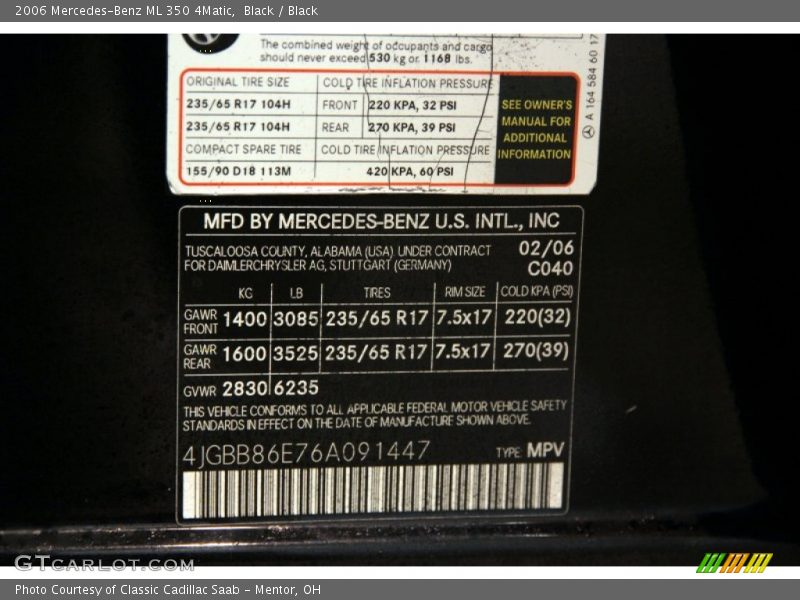 2006 Mercedes-Benz ML 350 4Matic, Black / Black
The combined weight of occupants and cargo
should never exceed 530 kg or 1168 lbs.
ORIGINAL TIRE SIZE COLD TIRE INFLATION PRESSURE
235/65 R17 104H FRONT 220 KPA, 32 PSI
235/65 R17 104H REAR 270 KPA, 39 PSI
COMPACT SPARE TIRE COLD TIRE INFLATION PRESSURE
155/90 D18 113M 420 KPA, 60 PSI
SEE OWNER'S
MANUAL FOR
ADDITIONAL
INFORMATION
A 164 584 60 17
MFD BY MERCEDES-BENZ U.S. INTL., INC
TUSCALOOSA COUNTY, ALABAMA (USA) UNDER CONTRACT 02/06
FOR DAIMLERCHRYSLER AG, STUTTGART (GERMANY) C040
KG LB TIRES RIM SIZE COLD KPA (PSI)
GAWR FRONT 1400 3085 235/65 R17 7.5x17 220(32)
GAWR REAR 1600 3525 235/65 R17 7.5x17 270(39)
GVWR 2830 6235
THIS VEHICLE CONFORMS TO ALL APPLICABLE FEDERAL MOTOR VEHICLE SAFETY
STANDARDS IN EFFECT ON THE DATE OF MANUFACTURE SHOWN ABOVE.
4JGBB86E76A091447 TYPE: MPV
GTCARLOT.COM
Photo Courtesy of Classic Cadillac Saab - Mentor, OH